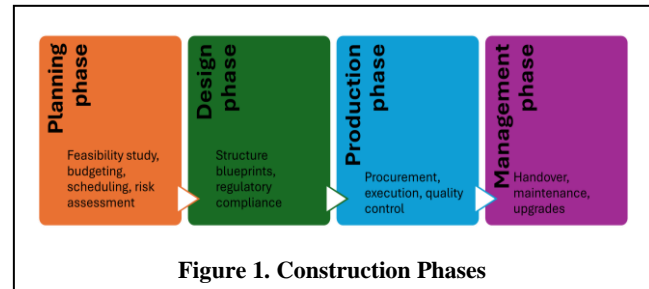 Planning
phase
Feasibility study,
budgeting,
scheduling, risk
assessment
Design
phase
Structure
blueprints,
regulatory
compliance
Production
phase
Procurement,
execution, quality
control
Management
phase
Handover,
maintenance,
upgrades
Figure 1. Construction Phases